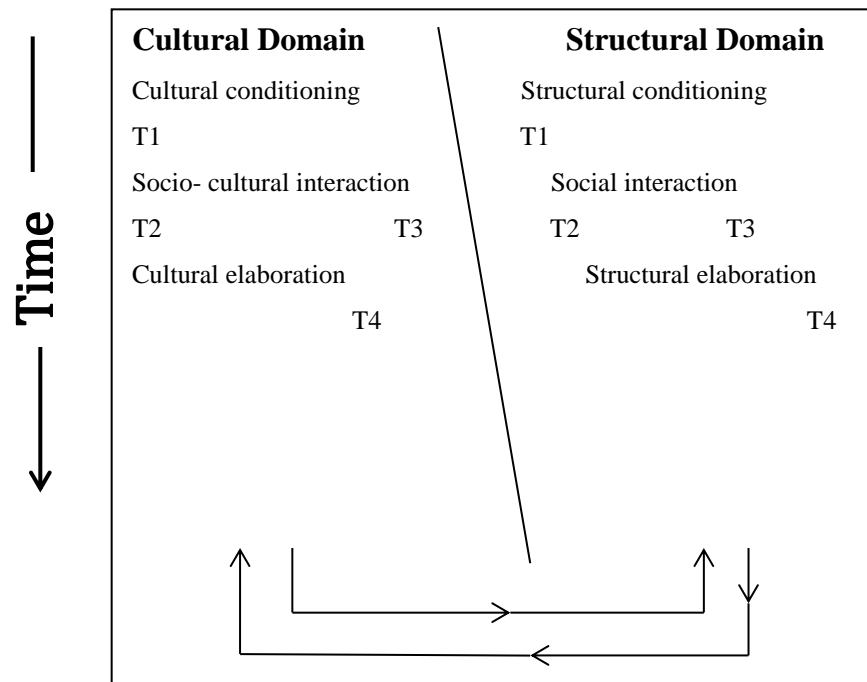 Time
Cultural Domain
Cultural conditioning
T1
Socio- cultural interaction
T2 T3
Cultural elaboration
T4
Structural Domain
Structural conditioning
T1
Social interaction
T2 T3
Structural elaboration
T4